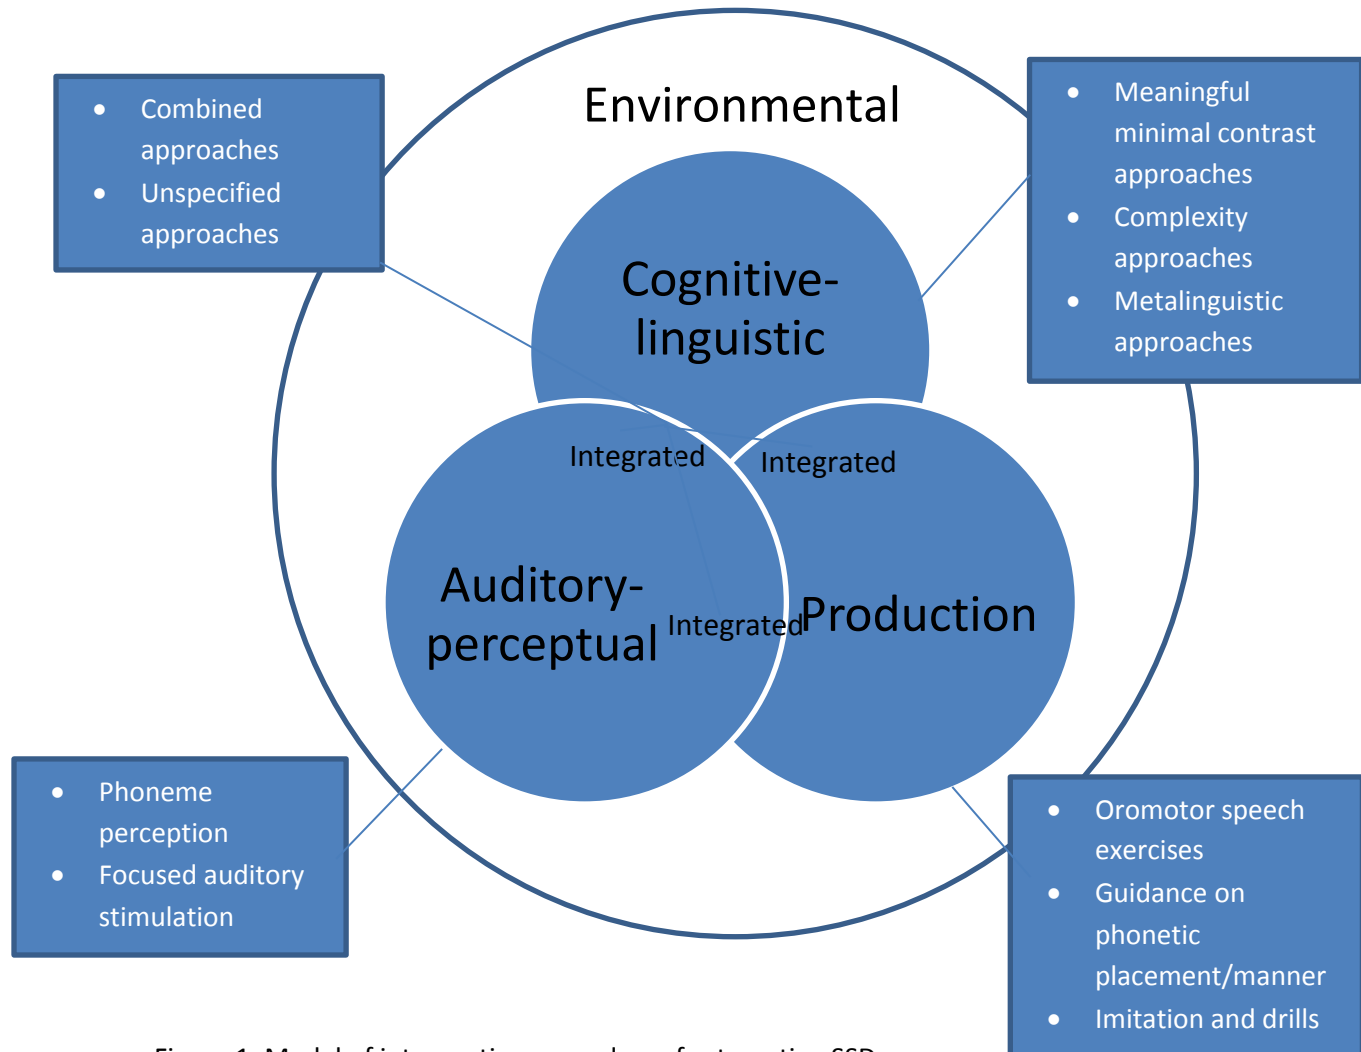 Environmental
• Combined
approaches
• Unspecified
approaches
• Meaningful
minimal contrast
approaches
• Complexity
approaches
• Metalinguistic
approaches
Cognitive-
linguistic
Integrated
Integrated
Auditory-
perceptual
Integrated
Production
• Phoneme
perception
• Focused auditory
stimulation
• Oromotor speech
exercises
• Guidance on
phonetic
placement/manner
• Imitation and drills